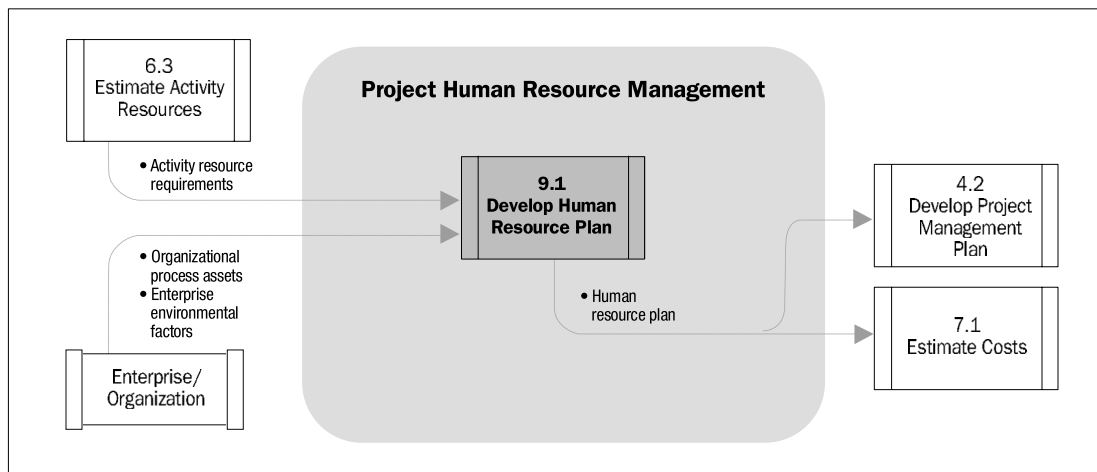 6.3
Estimate Activity
Resources
Project Human Resource Management
• Activity resource
requirements
9.1
Develop Human
Resource Plan
4.2
Develop Project
Management
Plan
• Organizational
process assets
• Enterprise
environmental
factors
• Human
resource plan
7.1
Estimate Costs
Enterprise/
Organization